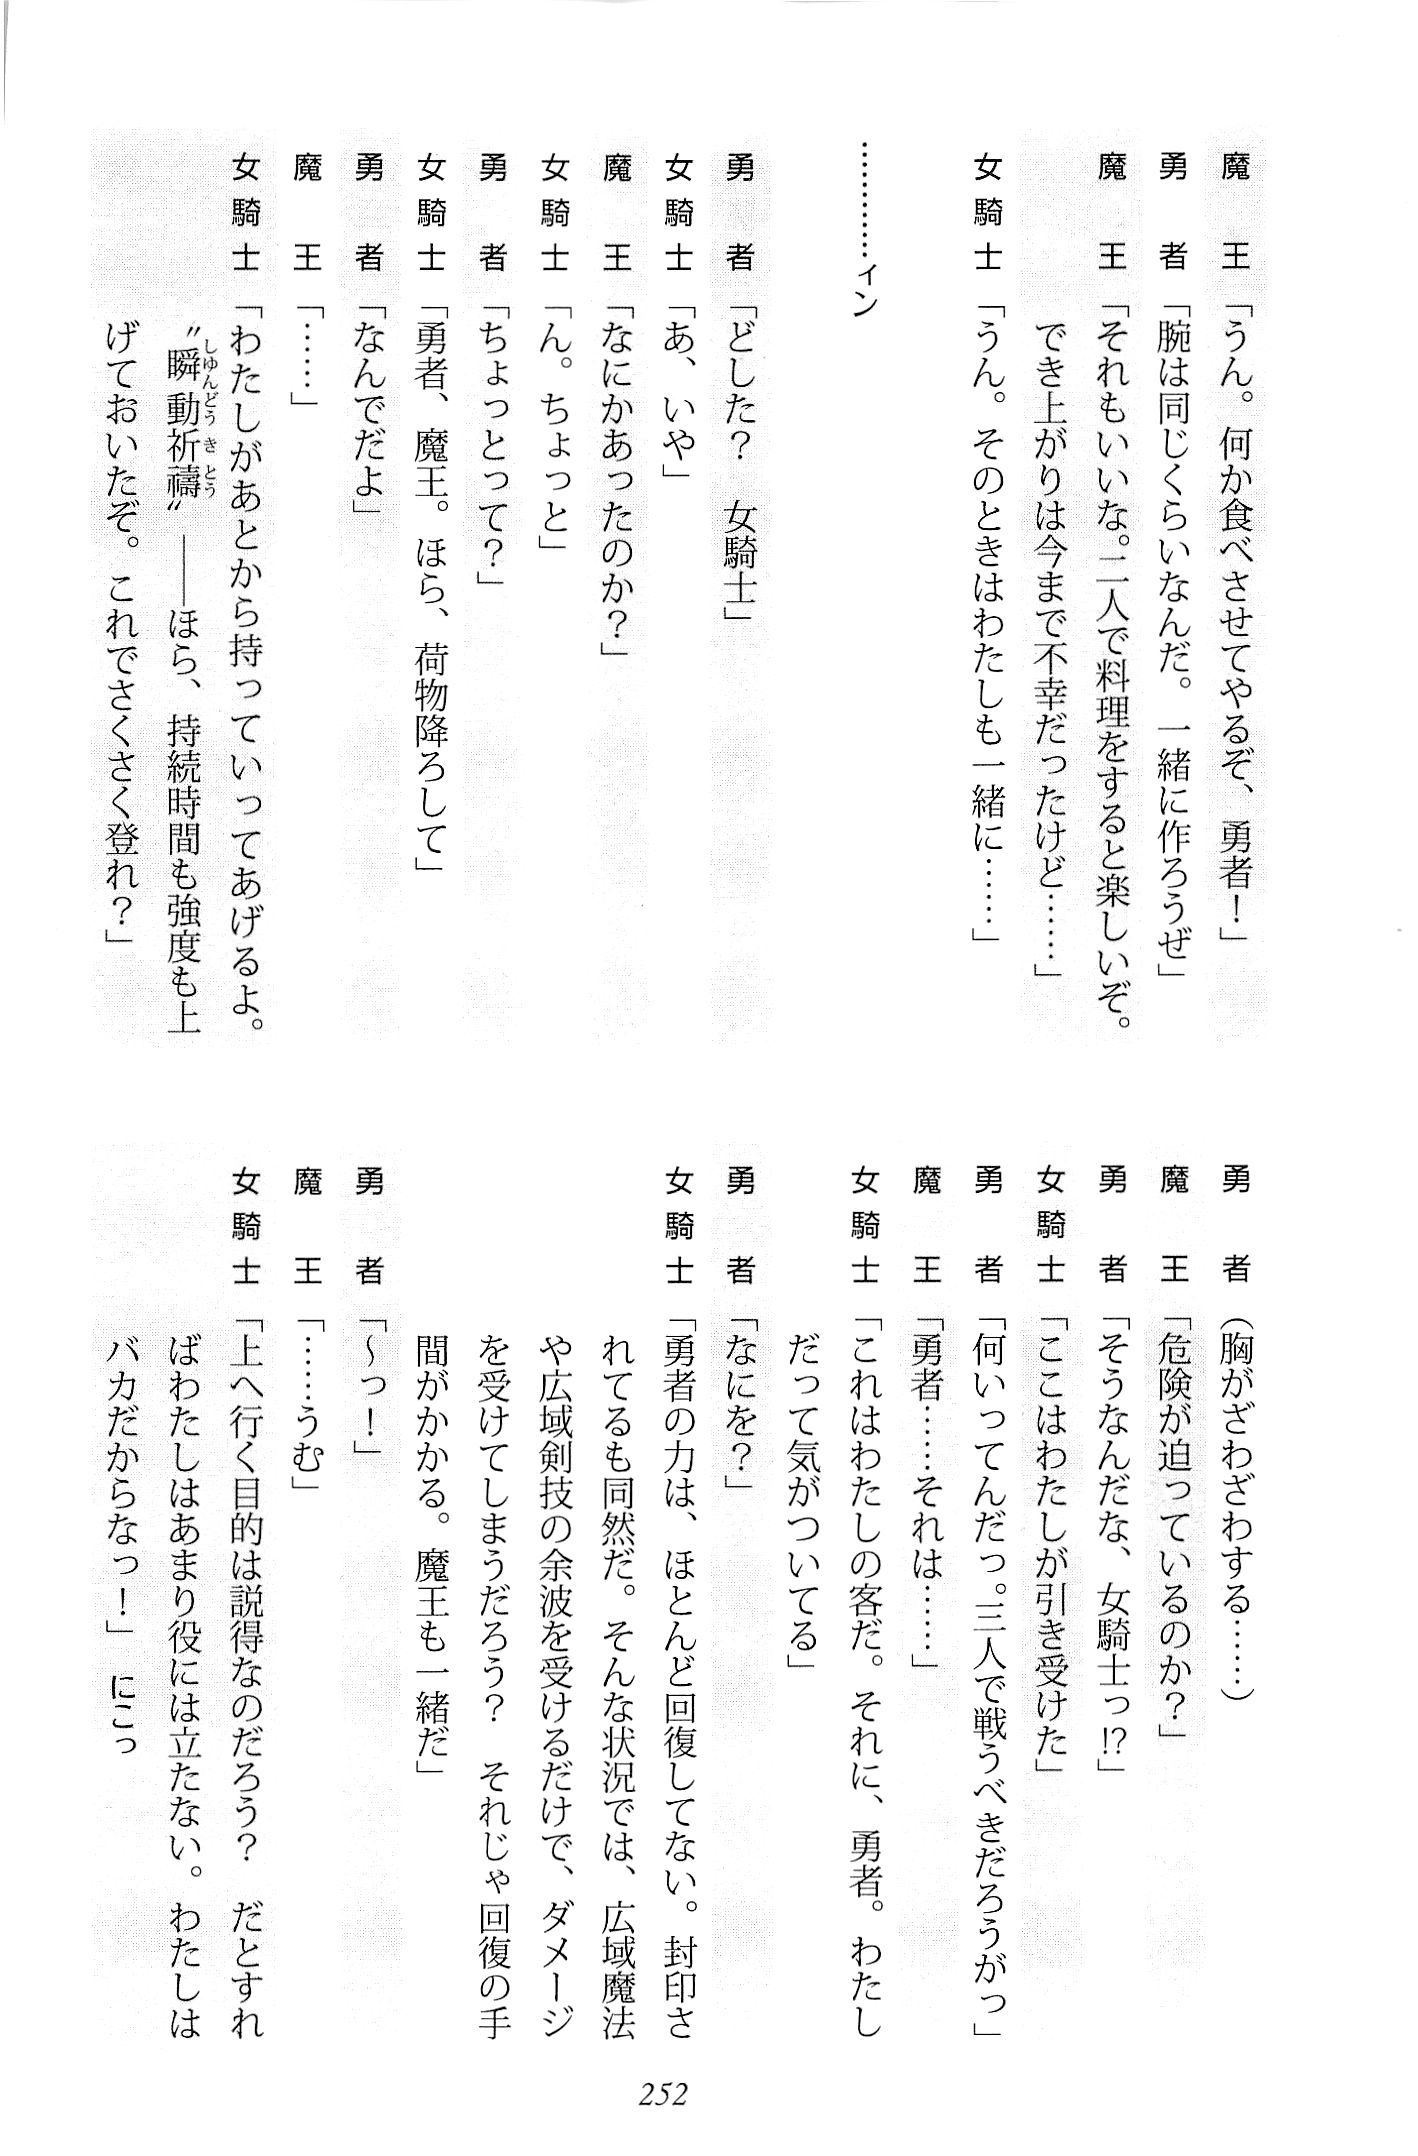 魔王「うん。何か食べさせてやるぞ、勇者！」
勇者「腕は同じくらいなんだ。一緒に作ろうぜ」
魔王「それもいいな。二人で料理をすると楽しいぞ。
でき上がりは今まで不幸だったけど……」
女騎士「うん。そのときはわたしも一緒に……」
…………ィン
勇者「どした？　女騎士」
女騎士「あ、いや」
魔王「なにかあったのか？」
女騎士「ん。ちょっと」
勇者「ちょっとって？」
女騎士「勇者、魔王。ほら、荷物降ろして」
勇者「なんでだよ」
魔王「……」
女騎士「わたしがあとから持っていってあげるよ。
〝瞬動祈禱〟――ほら、持続時間も強度も上
しゆんどうきとう
げておいたぞ。これでさくさく登れ？」
勇者（胸がざわざわする……）
魔王「危険が迫っているのか？」
勇者「そうなんだな、女騎士っ!?」
女騎士「ここはわたしが引き受けた」
勇者「何いってんだっ。三人で戦うべきだろうがっ」
魔王「勇者……それは……」
女騎士「これはわたしの客だ。それに、勇者。わたし
だって気がついてる」
勇者「なにを？」
女騎士「勇者の力は、ほとんど回復してない。封印さ
れてるも同然だ。そんな状況では、広域魔法
や広域剣技の余波を受けるだけで、ダメージ
を受けてしまうだろう？　それじゃ回復の手
間がかかる。魔王も一緒だ」
勇者「～っ！」
魔王「……うむ」
女騎士「上へ行く目的は説得なのだろう？　だとすれ
ばわたしはあまり役には立たない。わたしは
バカだからなっ！」　にこっ
252